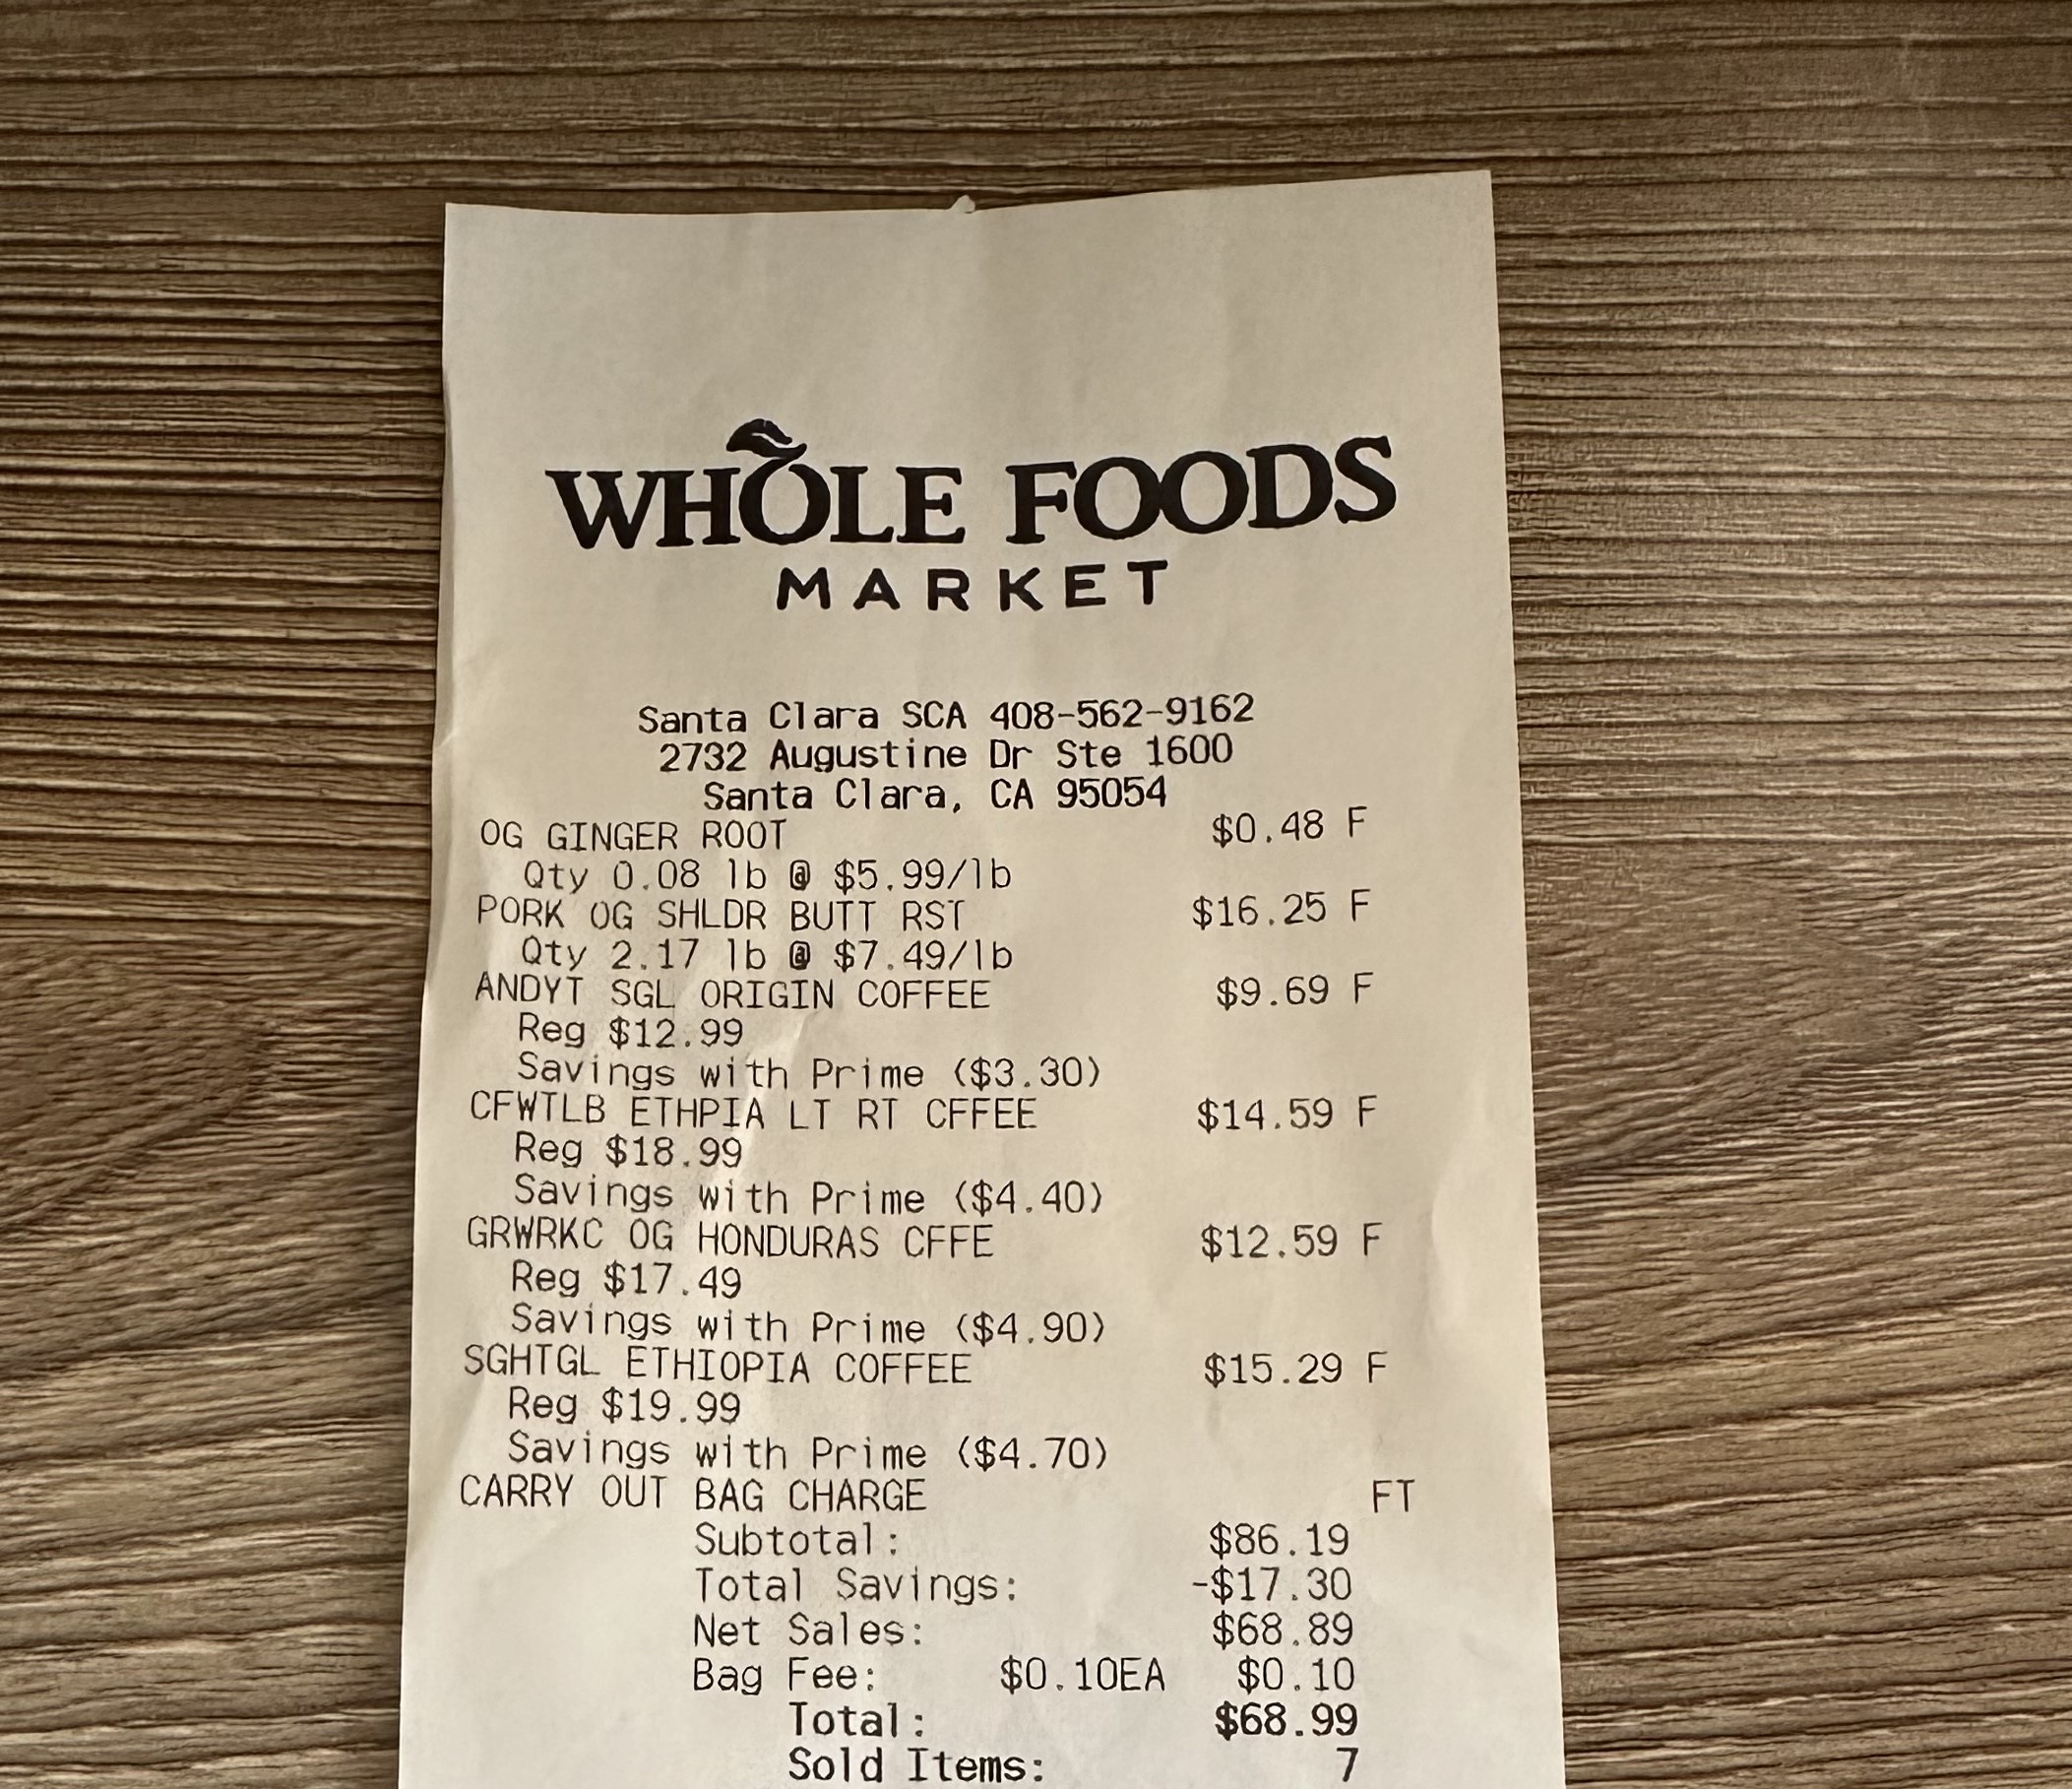 WHOLE FOODS
MARKET
Santa Clara SCA 408-562-9162
2732 Augustine Dr Ste 1600
Santa Clara, CA 95054
OG GINGER ROOT $0.48 F
Qty 0.08 lb @ $5.99/lb
PORK OG SHLDR BUTT RST $16.25 F
Qty 2.17 lb @ $7.49/lb
ANDYT SGL ORIGIN COFFEE $9.69 F
Reg $12.99
Savings with Prime ($3.30)
CFWTLB ETHPIA LT RT CFFEE $14.59 F
Reg $18.99
Savings with Prime ($4.40)
GRWRKC OG HONDURAS CFFE $12.59 F
Reg $17.49
Savings with Prime ($4.90)
SGHTGL ETHIOPIA COFFEE $15.29 F
Reg $19.99
Savings with Prime ($4.70)
CARRY OUT BAG CHARGE FT
Subtotal: $86.19
Total Savings: -$17.30
Net Sales: $68.89
Bag Fee: $0.10EA $0.10
Total: $68.99
Sold Items: 7